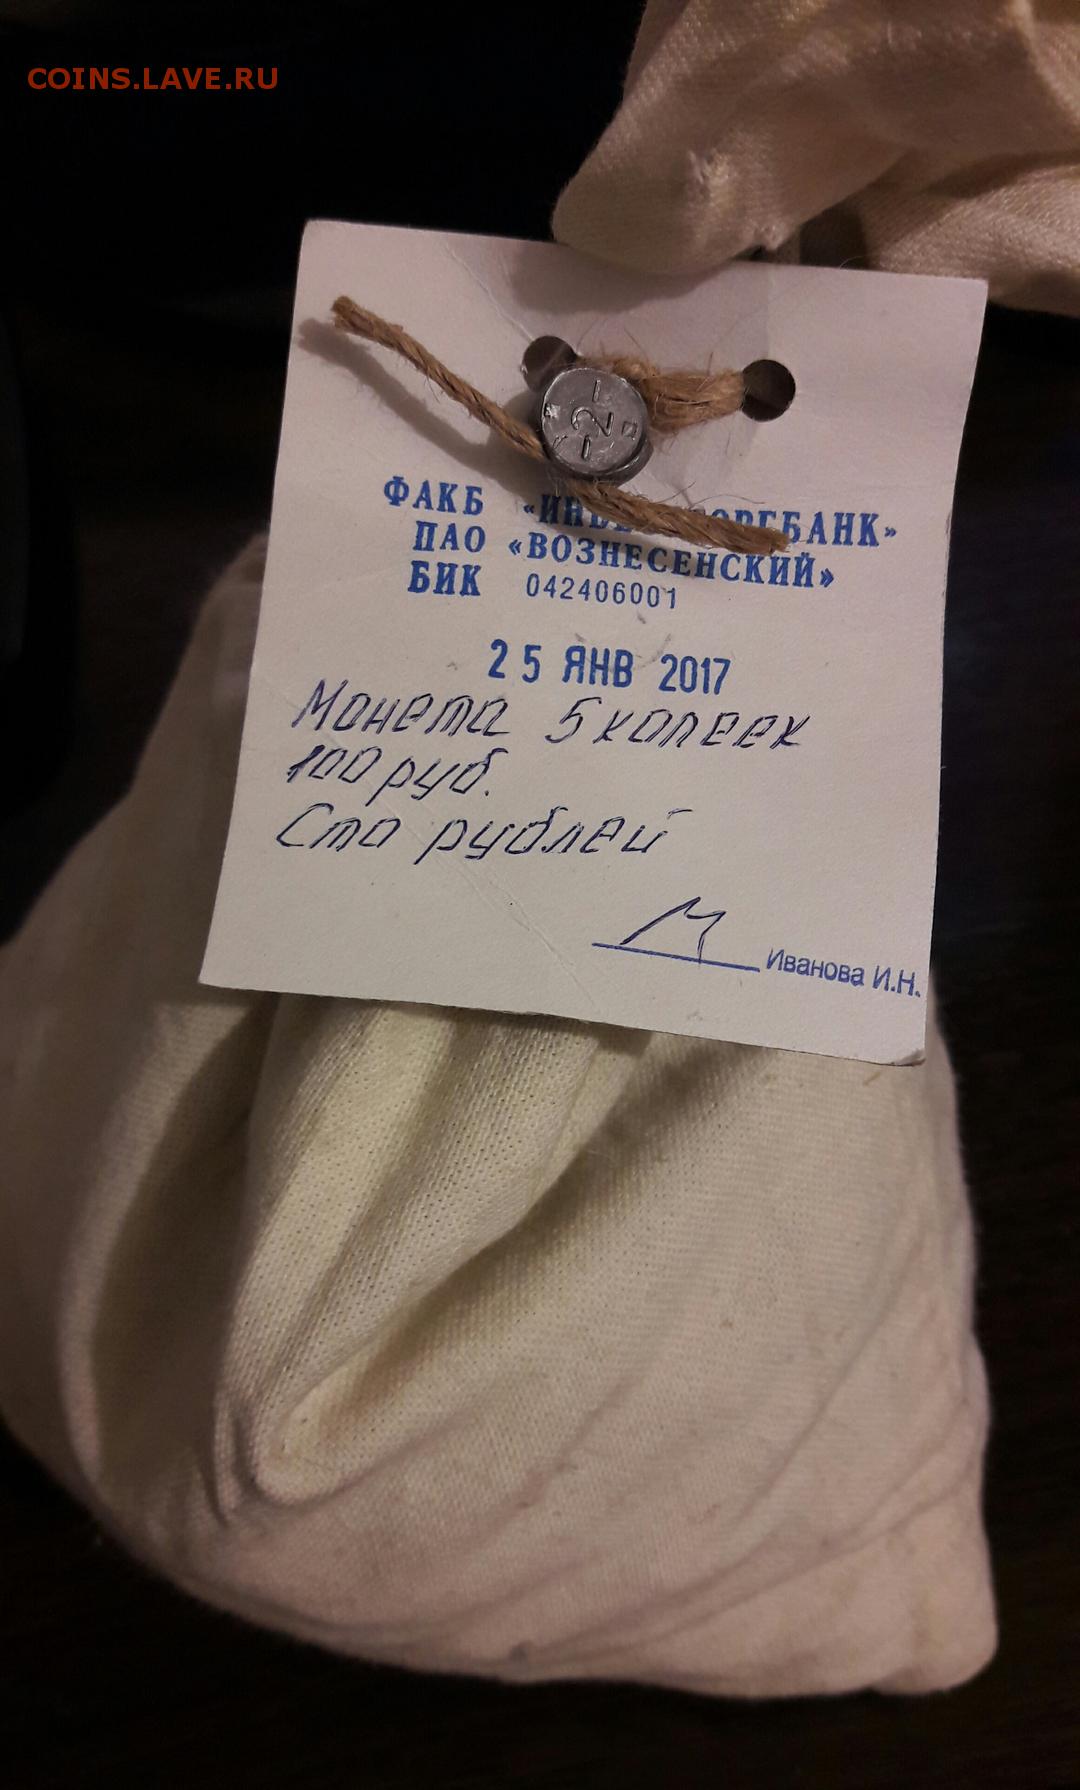 COINS.LAVE.RU
- 2 -
ФАКБ
ПАО «ВОЗНЕСЕНСКИЙ»
БИК 042406001
25 ЯНВ 2017
Монета 5 копеек
100 руб.
Сто рублей
Иванова И.Н.